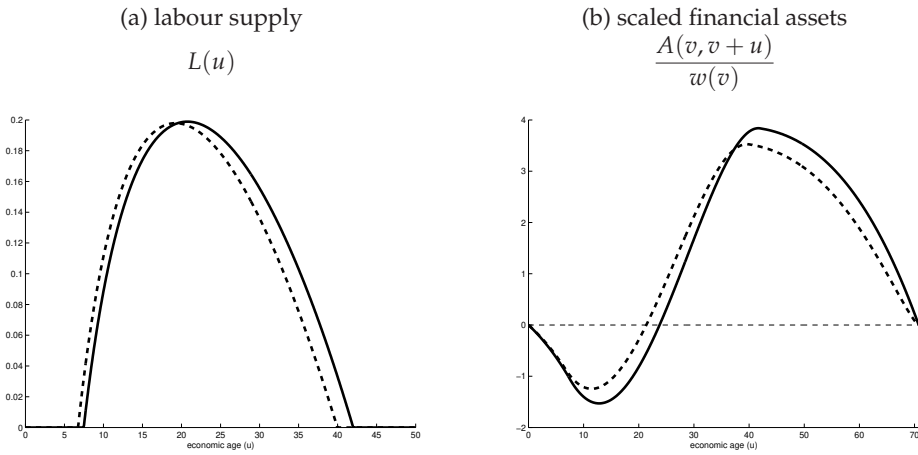 (a) labour supply
L(u)
0.2
0.18
0.16
0.14
0.12
0.1
0.08
0.06
0.04
0.02
0
0 5 10 15 20 25 30 35 40 45 50
economic age (u)
(b) scaled financial assets
A(v, v + u)
w(v)
4
3
2
1
0
−1
−2
0 10 20 30 40 50 60 70
economic age (u)